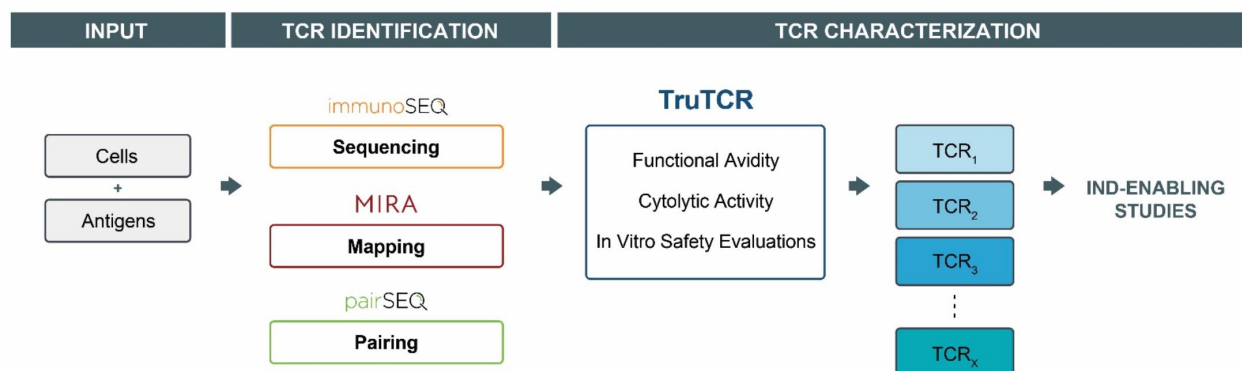 INPUT
TCR IDENTIFICATION
TCR CHARACTERIZATION
Cells
+
Antigens
immunoSEQ
Sequencing
MIRA
Mapping
pairSEQ
Pairing
TruTCR
Functional Avidity
Cytolytic Activity
In Vitro Safety Evaluations
TCR₁
TCR₂
TCR₃
TCRₓ
IND-ENABLING
STUDIES